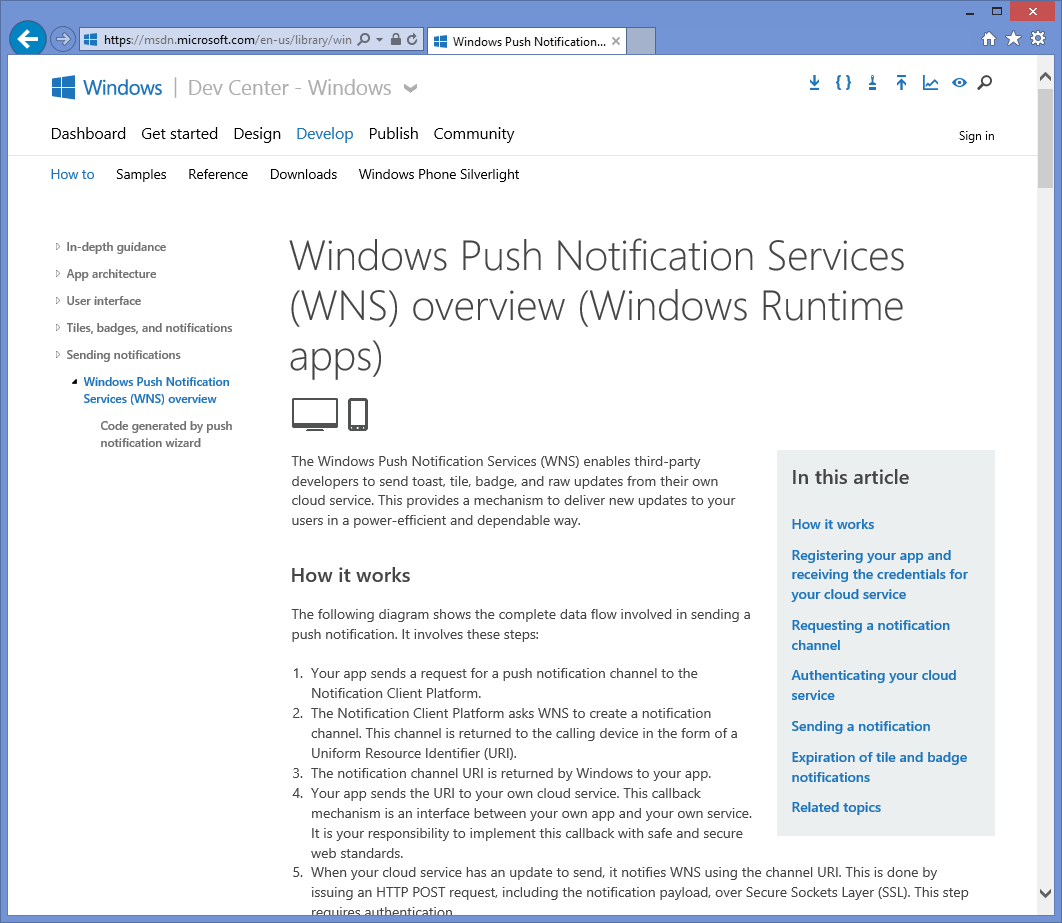 https://msdn.microsoft.com/en-us/library/win
Windows Push Notification...
Windows | Dev Center - Windows
Dashboard Get started Design Develop Publish Community
Sign in
How to Samples Reference Downloads Windows Phone Silverlight
In-depth guidance
App architecture
User interface
Tiles, badges, and notifications
Sending notifications
Windows Push Notification
Services (WNS) overview
Code generated by push
notification wizard
Windows Push Notification Services
(WNS) overview (Windows Runtime
apps)
The Windows Push Notification Services (WNS) enables third-party
developers to send toast, tile, badge, and raw updates from their own
cloud service. This provides a mechanism to deliver new updates to your
users in a power-efficient and dependable way.
How it works
The following diagram shows the complete data flow involved in sending a
push notification. It involves these steps:
1. Your app sends a request for a push notification channel to the
Notification Client Platform.
2. The Notification Client Platform asks WNS to create a notification
channel. This channel is returned to the calling device in the form of a
Uniform Resource Identifier (URI).
3. The notification channel URI is returned by Windows to your app.
4. Your app sends the URI to your own cloud service. This callback
mechanism is an interface between your own app and your own service.
It is your responsibility to implement this callback with safe and secure
web standards.
5. When your cloud service has an update to send, it notifies WNS using the channel URI. This is done by
issuing an HTTP POST request, including the notification payload, over Secure Sockets Layer (SSL). This step
requires authentication.
In this article
How it works
Registering your app and
receiving the credentials for
your cloud service
Requesting a notification
channel
Authenticating your cloud
service
Sending a notification
Expiration of tile and badge
notifications
Related topics